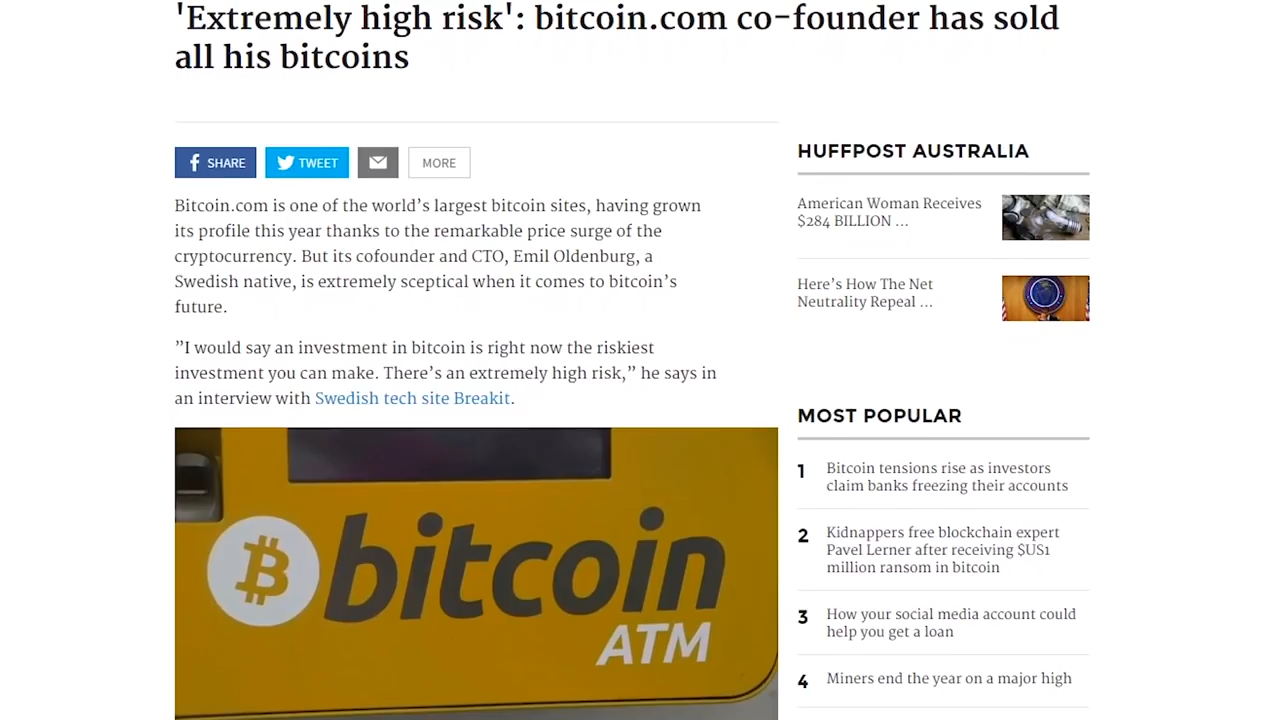 'Extremely high risk': bitcoin.com co-founder has sold
all his bitcoins
SHARE
TWEET
MORE
Bitcoin.com is one of the world’s largest bitcoin sites, having grown
its profile this year thanks to the remarkable price surge of the
cryptocurrency. But its cofounder and CTO, Emil Oldenburg, a
Swedish native, is extremely sceptical when it comes to bitcoin’s
future.
”I would say an investment in bitcoin is right now the riskiest
investment you can make. There’s an extremely high risk,” he says in
an interview with Swedish tech site Breakit.
bitcoin
ATM
HUFFPOST AUSTRALIA
American Woman Receives
$284 BILLION ...
Here’s How The Net
Neutrality Repeal ...
MOST POPULAR
1 Bitcoin tensions rise as investors
claim banks freezing their accounts
2 Kidnappers free blockchain expert
Pavel Lerner after receiving $US1
million ransom in bitcoin
3 How your social media account could
help you get a loan
4 Miners end the year on a major high